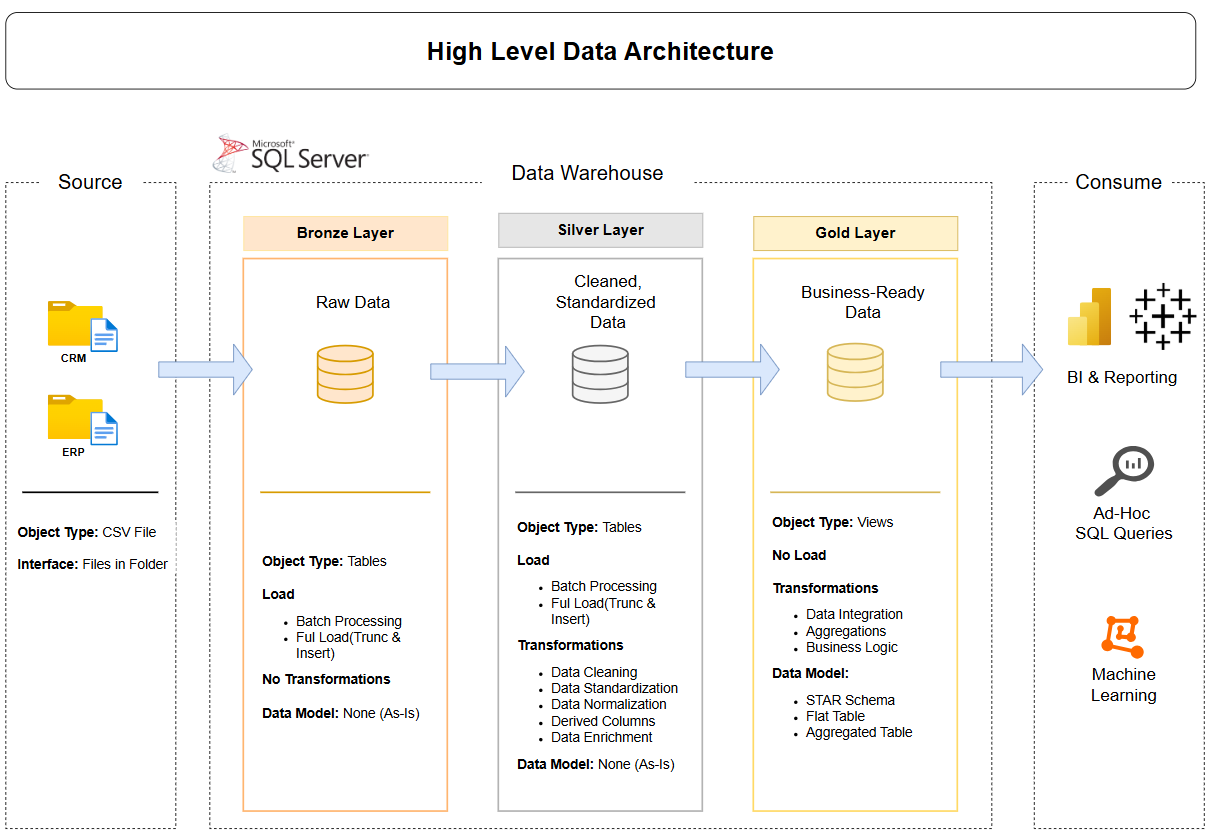 High Level Data Architecture
Microsoft®
SQL Server
Source
Data Warehouse
Consume
CRM
ERP
Object Type: CSV File
Interface: Files in Folder
Bronze Layer
Raw Data
Object Type: Tables
Load
Batch Processing
Ful Load(Trunc &
Insert)
No Transformations
Data Model: None (As-Is)
Silver Layer
Cleaned,
Standardized
Data
Object Type: Tables
Load
Batch Processing
Ful Load(Trunc &
Insert)
Transformations
Data Cleaning
Data Standardization
Data Normalization
Derived Columns
Data Enrichment
Data Model: None (As-Is)
Gold Layer
Business-Ready
Data
Object Type: Views
No Load
Transformations
Data Integration
Aggregations
Business Logic
Data Model:
STAR Schema
Flat Table
Aggregated Table
BI & Reporting
Ad-Hoc
SQL Queries
Machine
Learning